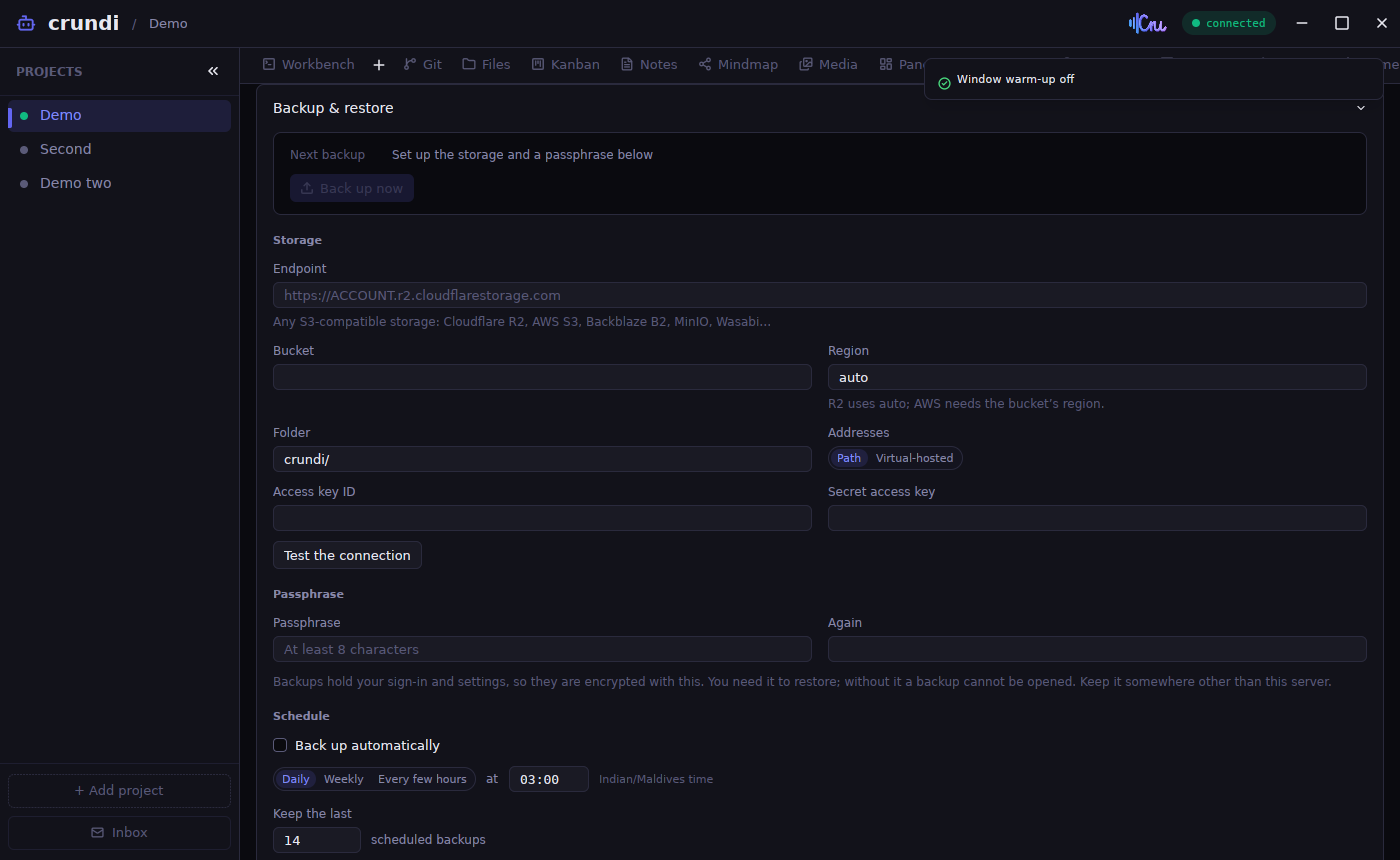 crundi / Demo
Cru
connected
PROJECTS
Workbench
Git
Files
Kanban
Notes
Mindmap
Media
Window warm-up off
Demo
Second
Demo two
Backup & restore
Next backup Set up the storage and a passphrase below
Back up now
Storage
Endpoint
https://ACCOUNT.r2.cloudflarestorage.com
Any S3-compatible storage: Cloudflare R2, AWS S3, Backblaze B2, MinIO, Wasabi…
Bucket
Region
auto
R2 uses auto; AWS needs the bucket’s region.
Folder
crundi/
Addresses
Path Virtual-hosted
Access key ID
Secret access key
Test the connection
Passphrase
Passphrase
At least 8 characters
Again
Backups hold your sign-in and settings, so they are encrypted with this. You need it to restore; without it a backup cannot be opened. Keep it somewhere other than this server.
Schedule
Back up automatically
Daily Weekly Every few hours at 03:00 Indian/Maldives time
Keep the last
14 scheduled backups
+ Add project
Inbox